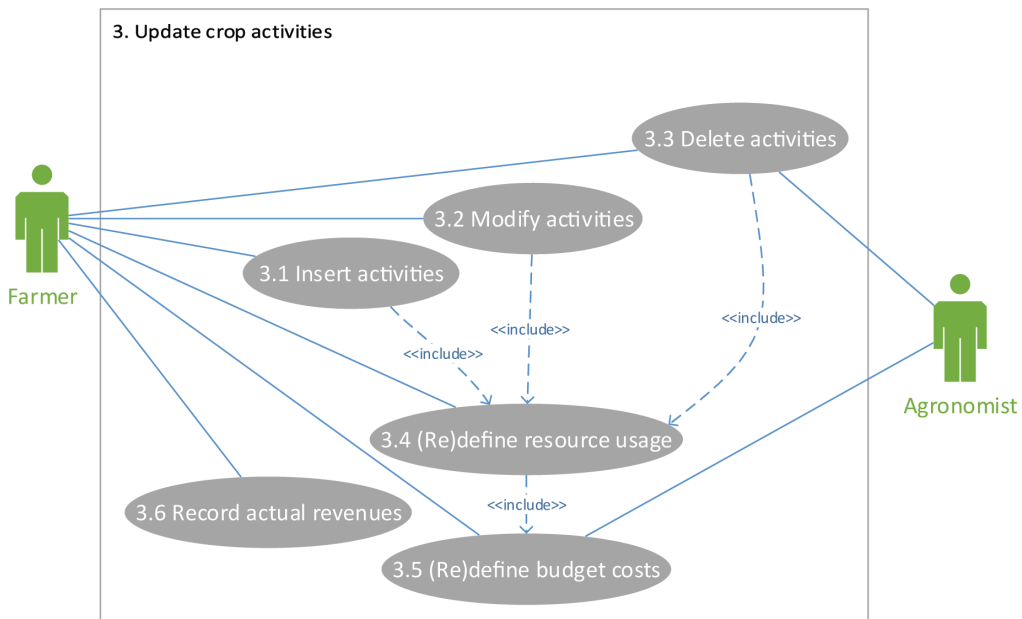 3. Update crop activities
3.3 Delete activities
3.2 Modify activities
3.1 Insert activities
Farmer
<<include>>
<<include>>
<<include>>
Agronomist
3.4 (Re)define resource usage
<<include>>
3.6 Record actual revenues
3.5 (Re)define budget costs